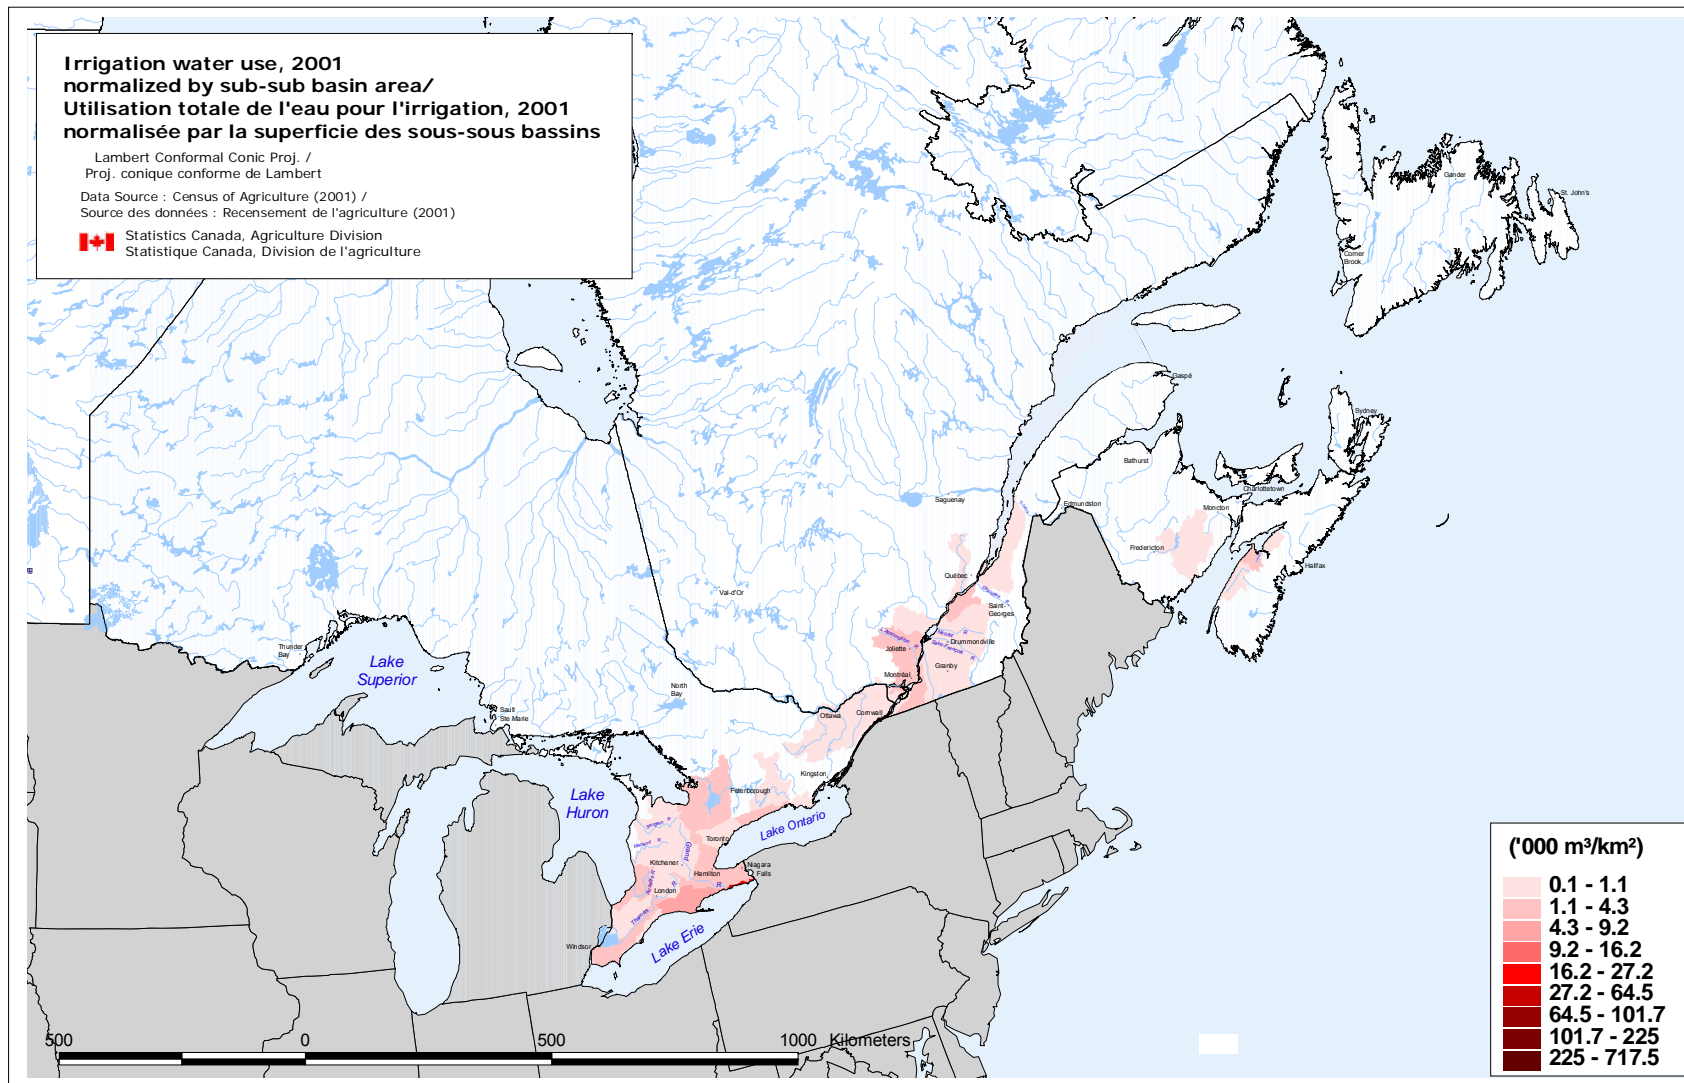 Irrigation water use, 2001
normalized by sub-sub basin area/
Utilisation totale de l'eau pour l'irrigation, 2001
normalisée par la superficie des sous-sous bassins
Lambert Conformal Conic Proj. /
Proj. conique conforme de Lambert
Data Source : Census of Agriculture (2001) /
Source des données : Recensement de l'agriculture (2001)
Statistics Canada, Agriculture Division
Statistique Canada, Division de l'agriculture
Gander
St. John's
Corner
Brook
Gaspé
Sydney
Bathurst
Charlottetown
Saguenay
Edmundston
Moncton
Fredericton
Halifax
Québec
Val-d'Or
Saint-
Georges
Drummondville
Joliette
Granby
Montréal
Thunder
Bay
Lake
Superior
North
Bay
Sault
Ste Marie
Ottawa
Cornwall
Kingston
Peterborough
Lake
Huron
Lake Ontario
Toronto
Grand
Kitchener
Hamilton
Niagara
Falls
R
London
Thames
Windsor
Lake Erie
('000 m³/km²)
0.1 - 1.1
1.1 - 4.3
4.3 - 9.2
9.2 - 16.2
16.2 - 27.2
27.2 - 64.5
64.5 - 101.7
101.7 - 225
225 - 717.5
500 0 500 1000 Kilometers